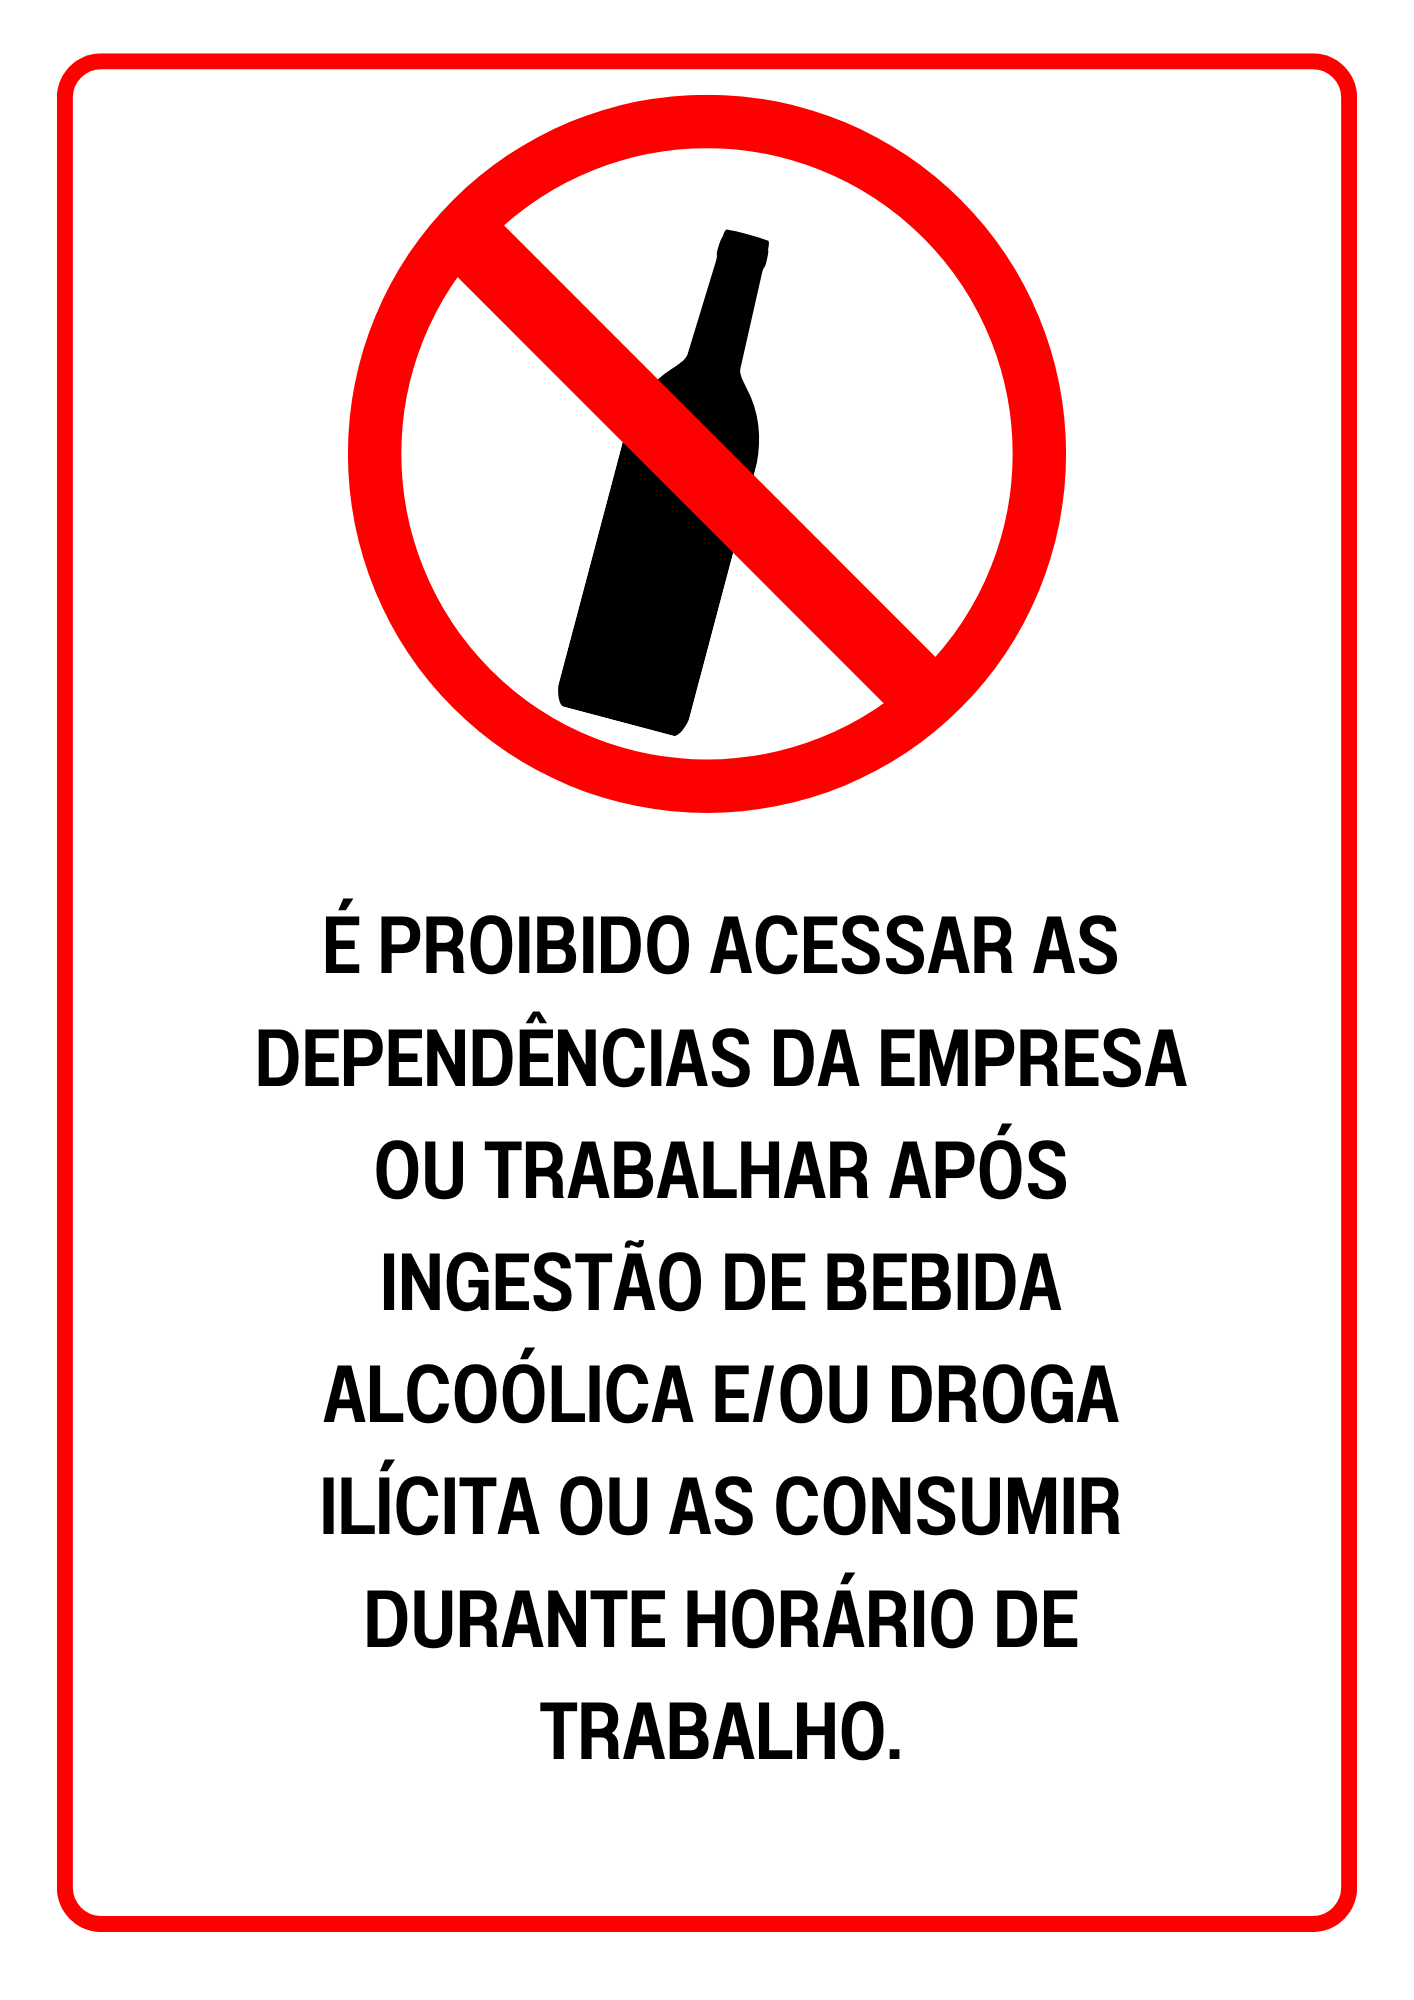 É PROIBIDO ACESSAR AS
DEPENDÊNCIAS DA EMPRESA
OU TRABALHAR APÓS
INGESTÃO DE BEBIDA
ALCOÓLICA E/OU DROGA
ILÍCITA OU AS CONSUMIR
DURANTE HORÁRIO DE
TRABALHO.